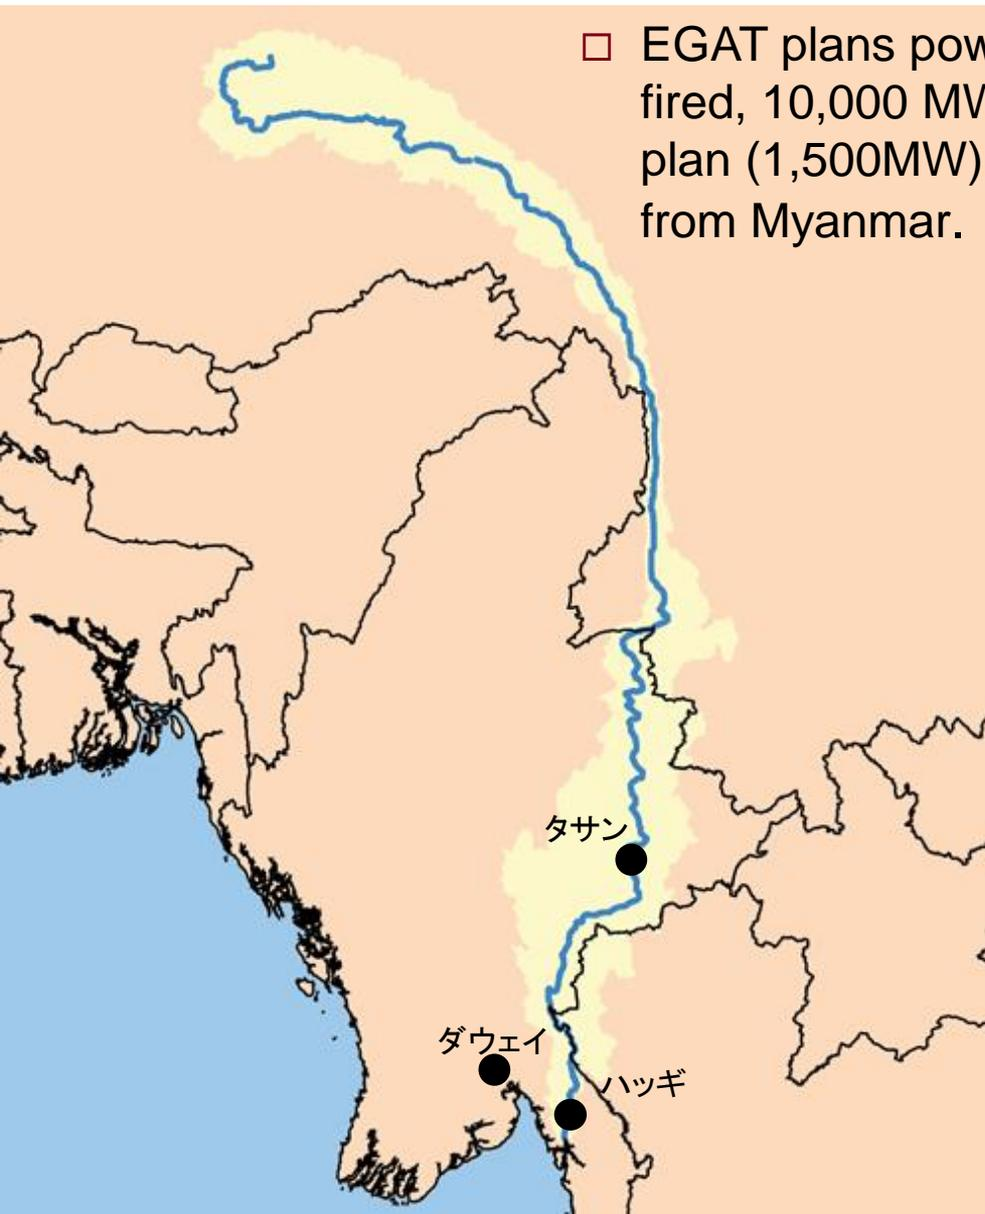 EGAT plans pow
fired, 10,000 MW
plan (1,500MW)
from Myanmar.
タサン
ダウェイ
ハッギ